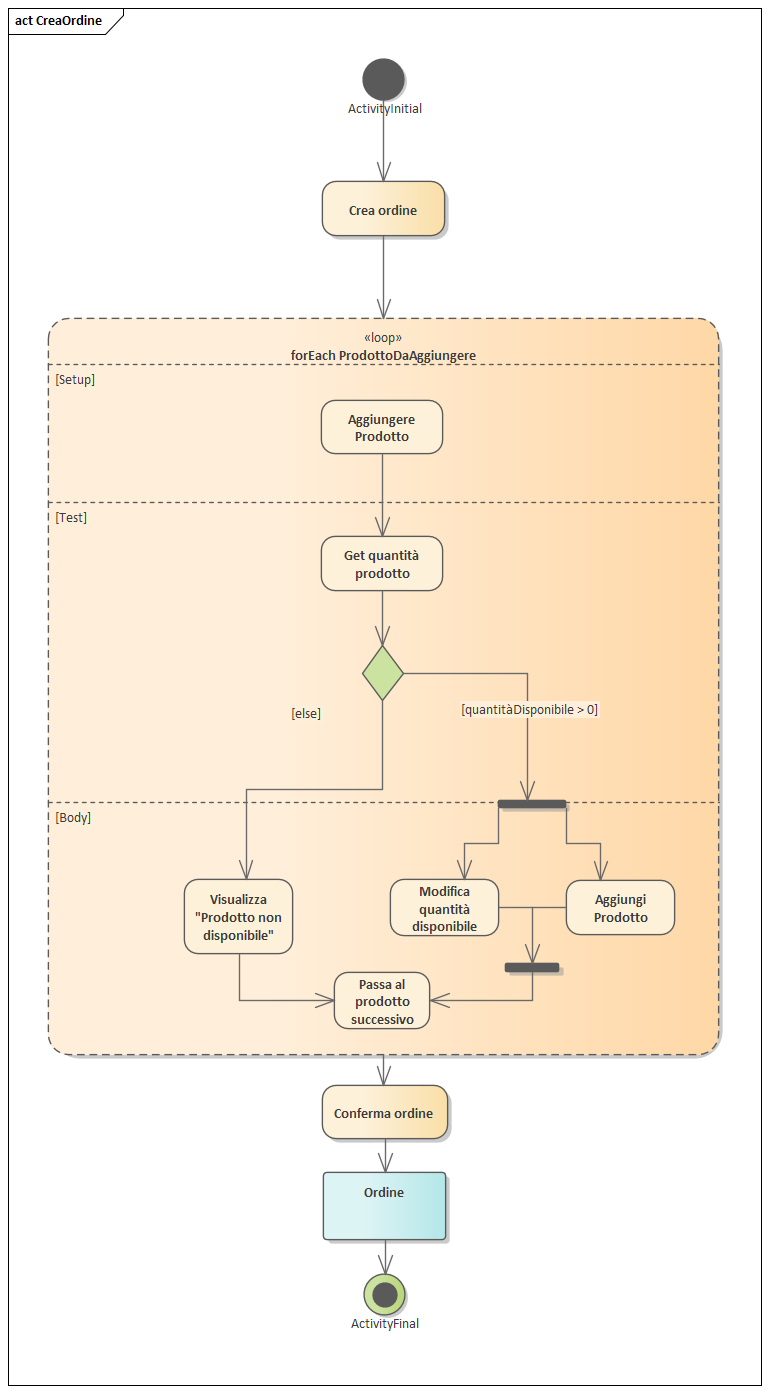 act CreaOrdine
ActivityInitial
Crea ordine
«loop»
forEach ProdottoDaAggiungere
[Setup]
Aggiungere
Prodotto
[Test]
Get quantità
prodotto
[else]
[quantitàDisponibile > 0]
[Body]
Visualizza
"Prodotto non
disponibile"
Modifica
quantità
disponibile
Aggiungi
Prodotto
Passa al
prodotto
successivo
Conferma ordine
Ordine
ActivityFinal